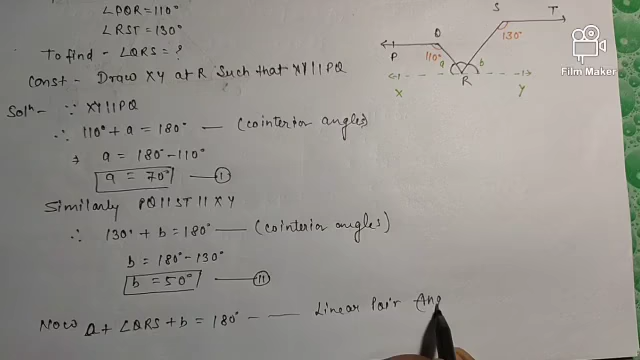 ∠PQR = 110°
∠RST = 130°
To find - ∠QRS = ?
Const - Draw XY at R Such that XY || PQ
Solⁿ - ∵ XY || PQ
∴ 110° + a = 180° — (cointerior angles)
⇒ a = 180° - 110°
a = 70° — I
Similarly PQ || ST || XY
∴ 130° + b = 180° — (cointerior angles)
b = 180° - 130°
b = 50° — II
Now a + ∠QRS + b = 180° - — Linear Pair Ang
S T
Q 130°
P 110° a b
X R Y
Film Maker